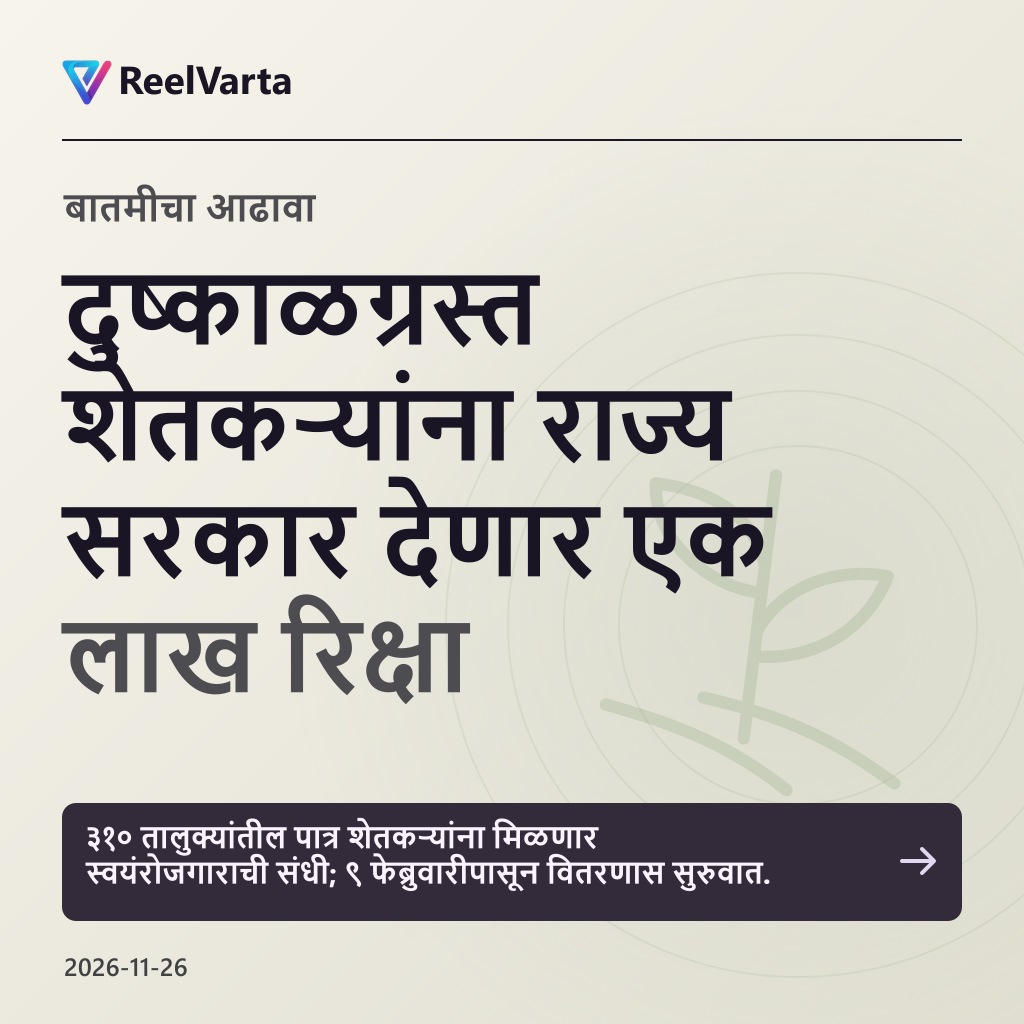 ReelVarta
बातमीचा आढावा
दुष्काळग्रस्त
शेतकऱ्यांना राज्य
सरकार देणार एक
लाख रिक्षा
३१० तालुक्यांतील पात्र शेतकऱ्यांना मिळणार
स्वयंरोजगाराची संधी; ९ फेब्रुवारीपासून वितरणास सुरुवात.
2026-11-26